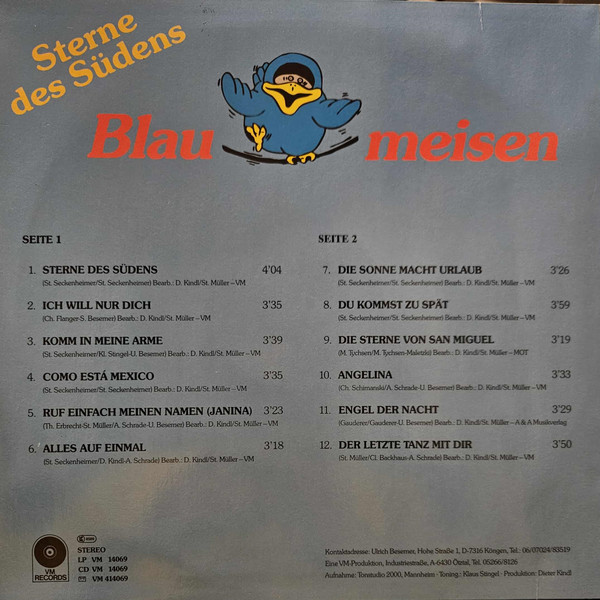 Sterne
des Südens
Blau meisen
SEITE 1
1. STERNE DES SÜDENS 4'04
(St. Seckenheimer/St. Seckenheimer) Bearb.: D. Kindl/St. Müller – VM
2. ICH WILL NUR DICH 3'35
(Ch. Flanger-S. Besemer) Bearb.: D. Kindl/St. Müller – VM
3. KOMM IN MEINE ARME 3'39
(St. Seckenheimer/Kl. Stingel-U. Besemer) Bearb.: D. Kindl/St. Müller – VM
4. COMO ESTÁ MEXICO 3'35
(St. Seckenheimer/St. Seckenheimer) Bearb.: D. Kindl/St. Müller – VM
5. RUF EINFACH MEINEN NAMEN (JANINA) 3'23
(Th. Erbrecht-St. Müller/A. Schrade-U. Besemer) Bearb.: D. Kindl/St. Müller – VM
6. ALLES AUF EINMAL 3'18
(St. Seckenheimer/D. Kindl-A. Schrade) Bearb.: D. Kindl/St. Müller – VM
SEITE 2
7. DIE SONNE MACHT URLAUB 3'26
(St. Seckenheimer/St. Seckenheimer) Bearb.: D. Kindl/St. Müller – VM
8. DU KOMMST ZU SPÄT 3'59
(St. Seckenheimer/St. Seckenheimer) Bearb.: D. Kindl/St. Müller – VM
9. DIE STERNE VON SAN MIGUEL 3'19
(M. Tychsen/M. Tychsen-Maletzki) Bearb.: D. Kindl/St. Müller – MGT
10. ANGELINA 3'33
(Ch. Schimanski/A. Schrade-U. Besemer) Bearb.: D. Kindl/St. Müller – VM
11. ENGEL DER NACHT 3'29
(Gauderer/Gauderer-U. Besemer) Bearb.: D. Kindl/St. Müller – A & A Musikverlag
12. DER LETZTE TANZ MIT DIR 3'50
(St. Müller/Cl. Backhaus-A. Schrade) Bearb.: D. Kindl/St. Müller – VM
VM
RECORDS
STEREO
LP VM 14069
CD VM 14069
VM 414069
Kontaktadresse: Ulrich Besemer, Hohe Straße 1, D-7316 Köngen, Tel.: 06/07024/83519
Eine VM-Produktion, Industriestraße, A-6430 Ötztal, Tel. 05266/8126
Aufnahme: Tonstudio 2000, Mannheim · Toning.: Klaus Stingel · Produktion: Dieter Kindl